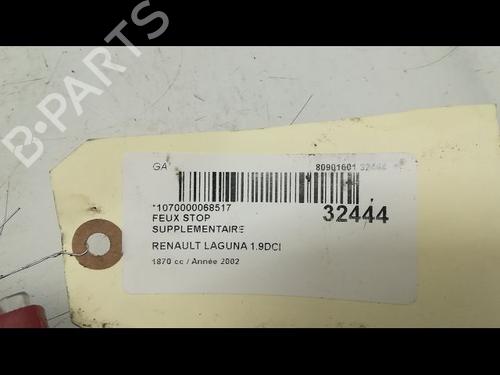 B-PARTS
GA 80901601 32444
*1070000068517
FEUX STOP 32444
SUPPLEMENTAIRE
RENAULT LAGUNA 1.9DCI
1870 cc / Année 2002